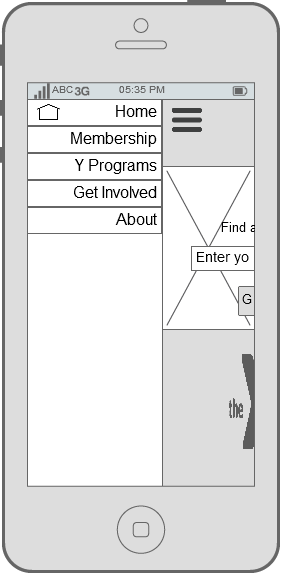 ABC 3G 05:35 PM
Home
Membership
Y Programs
Get Involved
About
Find a
Enter yo
G
the